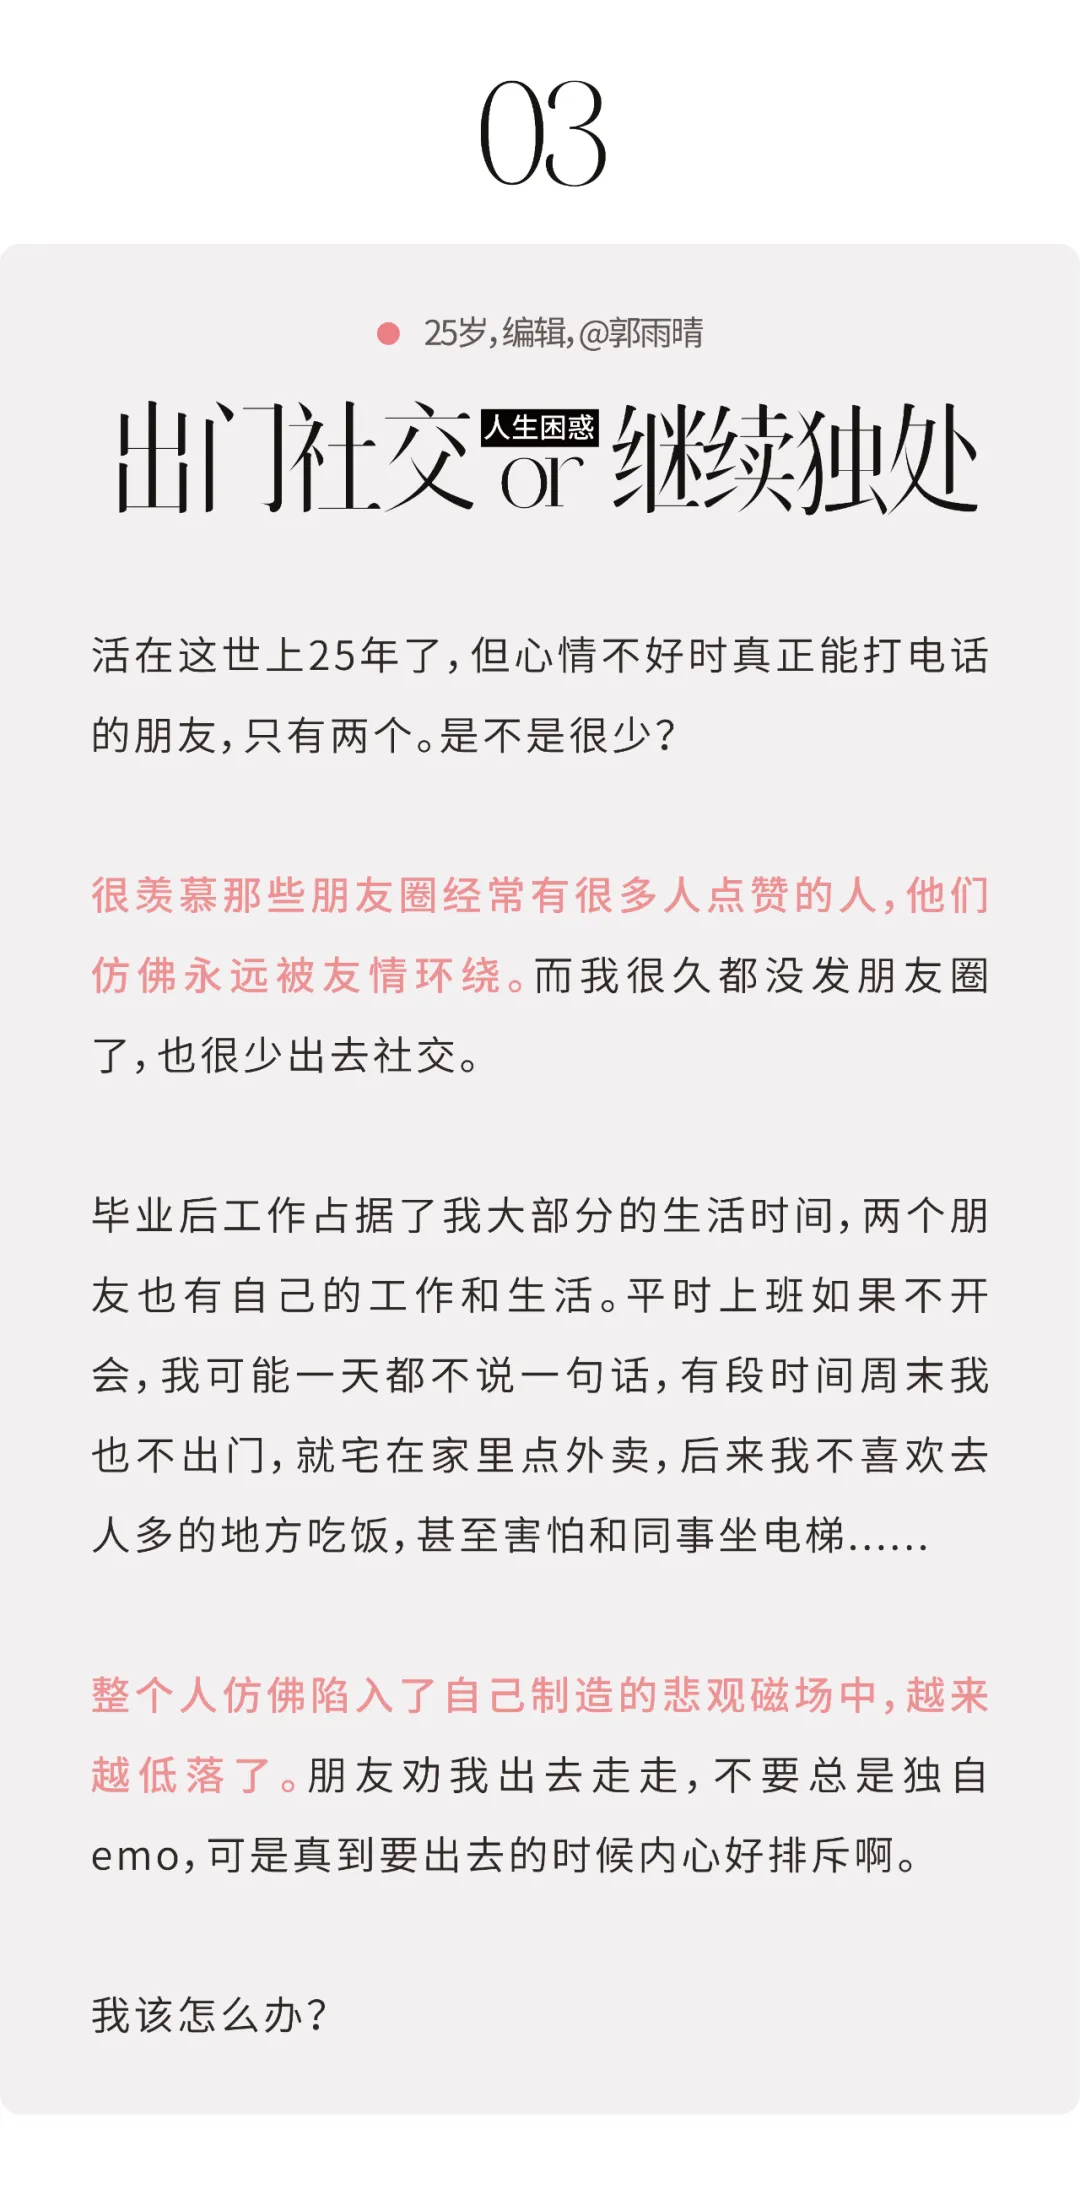 03
25岁，编辑，@郭雨晴
出门社交 人生困惑 or 继续独处
活在这世上25年了，但心情不好时真正能打电话
的朋友，只有两个。是不是很少？
很羡慕那些朋友圈经常有很多人点赞的人，他们
仿佛永远被友情环绕。而我很久都没发朋友圈
了，也很少出去社交。
毕业后工作占据了我大部分的生活时间，两个朋
友也有自己的工作和生活。平时上班如果不开
会，我可能一天都不说一句话，有段时间周末我
也不出门，就宅在家里点外卖，后来我不喜欢去
人多的地方吃饭，甚至害怕和同事坐电梯……
整个人仿佛陷入了自己制造的悲观磁场中，越来
越低落了。朋友劝我出去走走，不要总是独自
emo，可是真到要出去的时候内心好排斥啊。
我该怎么办？